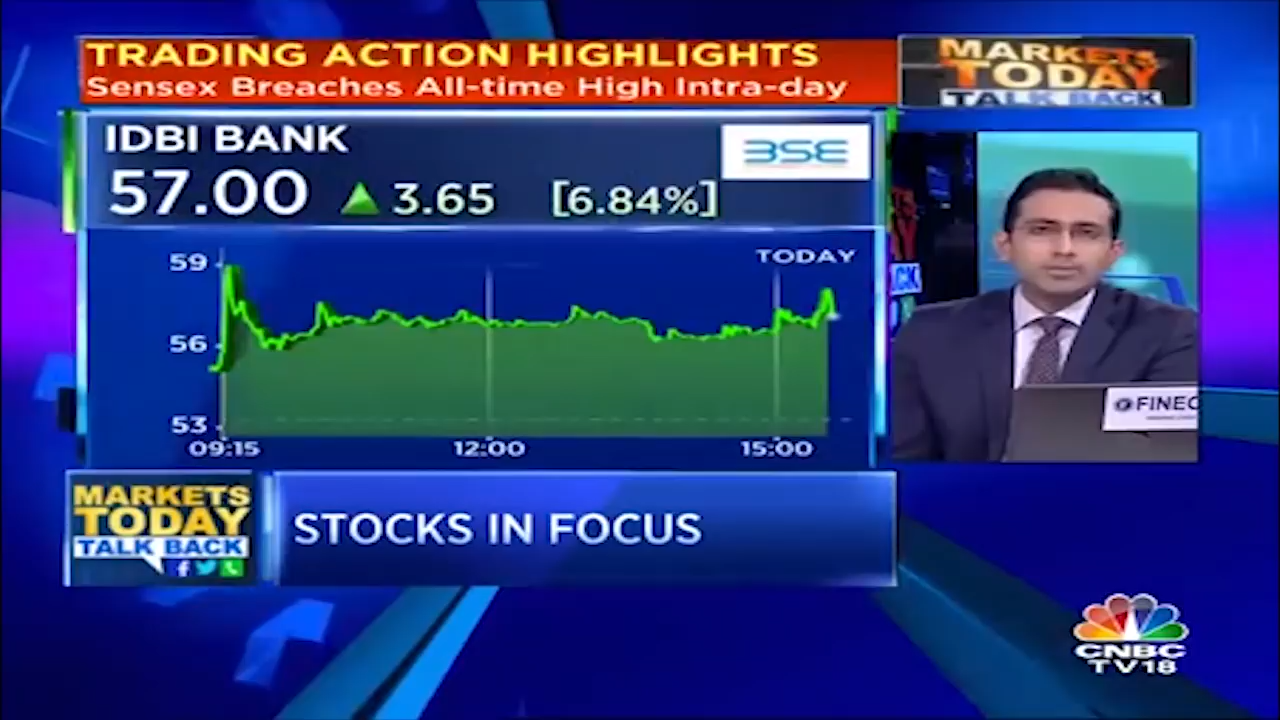 TRADING ACTION HIGHLIGHTS
Sensex Breaches All-time High Intra-day
MARKETS
TODAY
TALK BACK
IDBI BANK
57.00 ▲ 3.65 [6.84%]
BSE
TODAY
59
56
53
09:15 12:00 15:00
FINEC
MARKETS
TODAY
TALK BACK
STOCKS IN FOCUS
CNBC
TV18